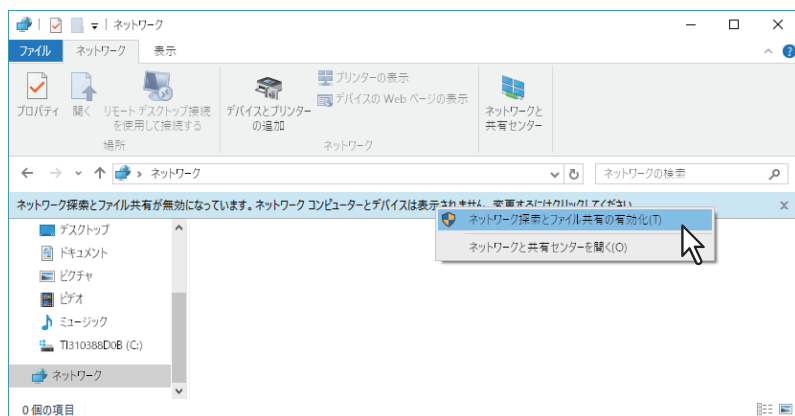 ネットワーク
ファイル ネットワーク 表示
プロパティ
開く
リモート デスクトップ接続
を使用して接続する
デバイスとプリンター
の追加
プリンターの表示
デバイスの Web ページの表示
ネットワークと
共有センター
場所
ネットワーク
ネットワーク
ネットワークの検索
ネットワーク探索とファイル共有が無効になっています。ネットワーク コンピューターとデバイスは表示されません。変更するにはクリックしてください
ネットワーク探索とファイル共有の有効化(T)
ネットワークと共有センターを開く(O)
デスクトップ
ドキュメント
ピクチャ
ビデオ
ミュージック
TI310388D0B (C:)
ネットワーク
0 個の項目